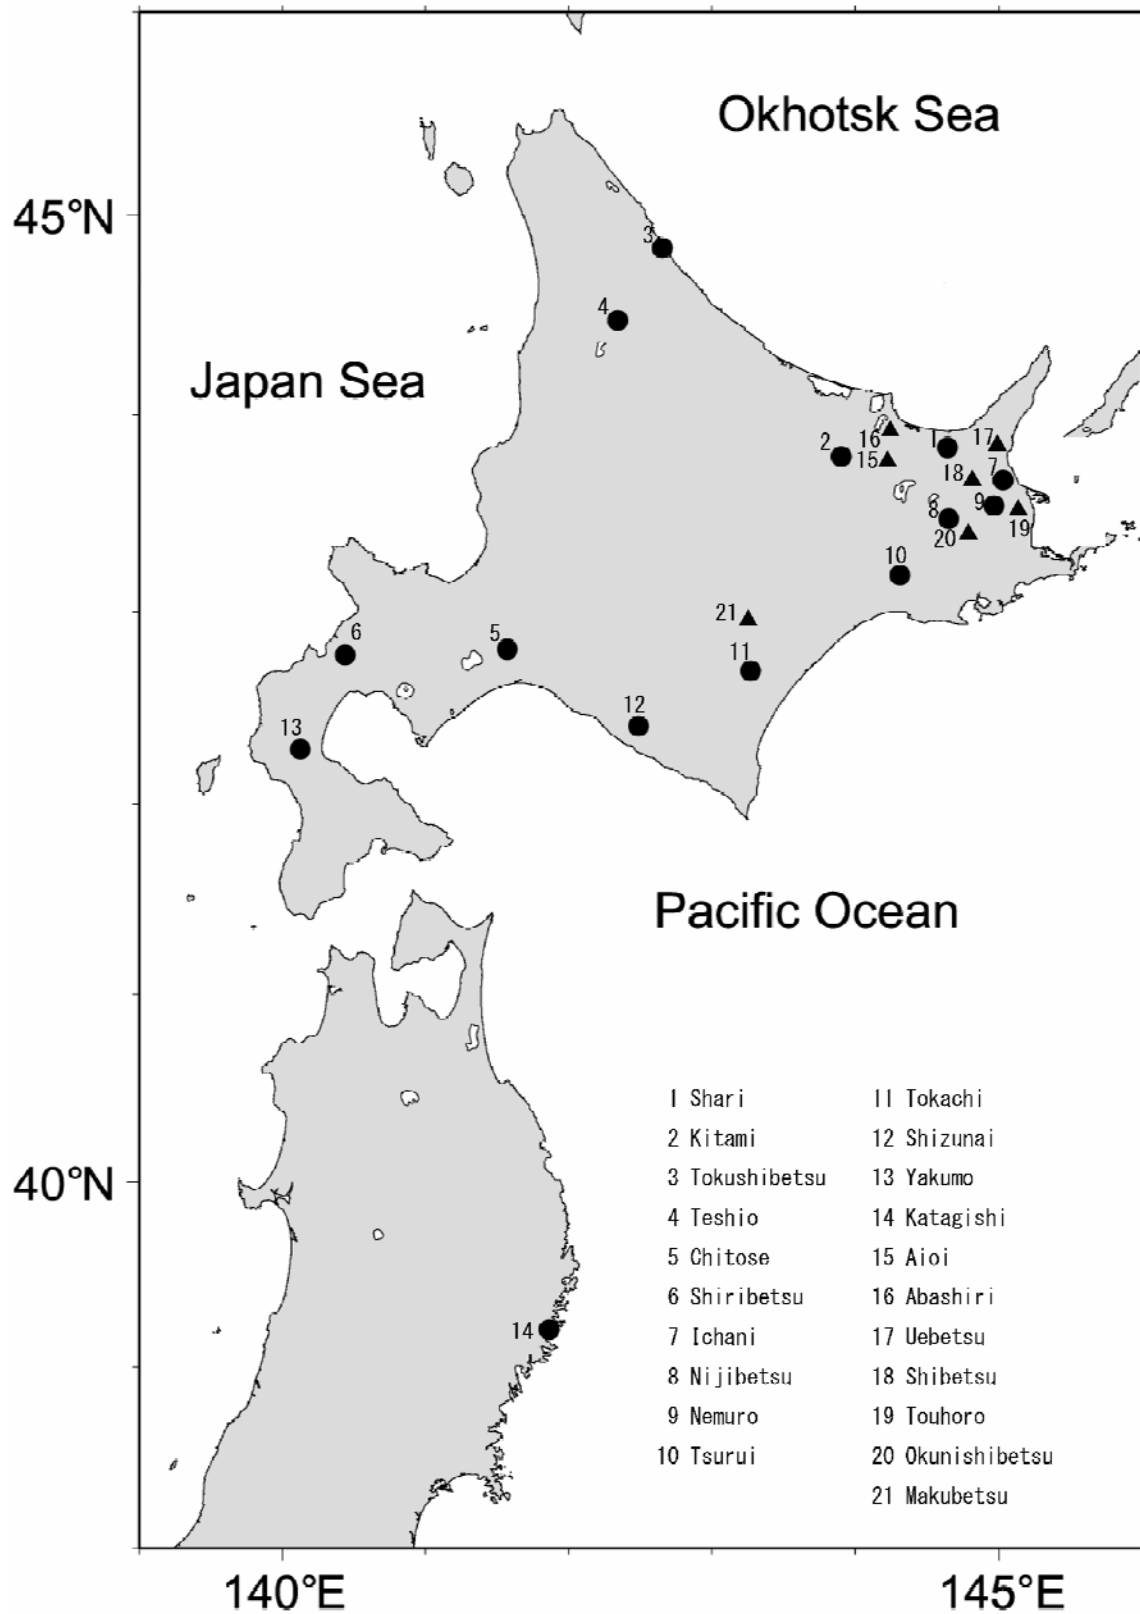 Okhotsk Sea
45°N
3
4
Japan Sea
16
2
1
17
15
18
7
8
9
19
20
10
21
6
5
11
12
13
Pacific Ocean
1 Shari
2 Kitami
3 Tokushibetsu
4 Teshio
5 Chitose
6 Shiribetsu
7 Ichani
8 Nijibetsu
9 Nemuro
10 Tsurui
11 Tokachi
12 Shizunai
13 Yakumo
14 Katagishi
15 Aioi
16 Abashiri
17 Uebetsu
18 Shibetsu
19 Touhoro
20 Okunishibetsu
21 Makubetsu
40°N
14
140°E
145°E